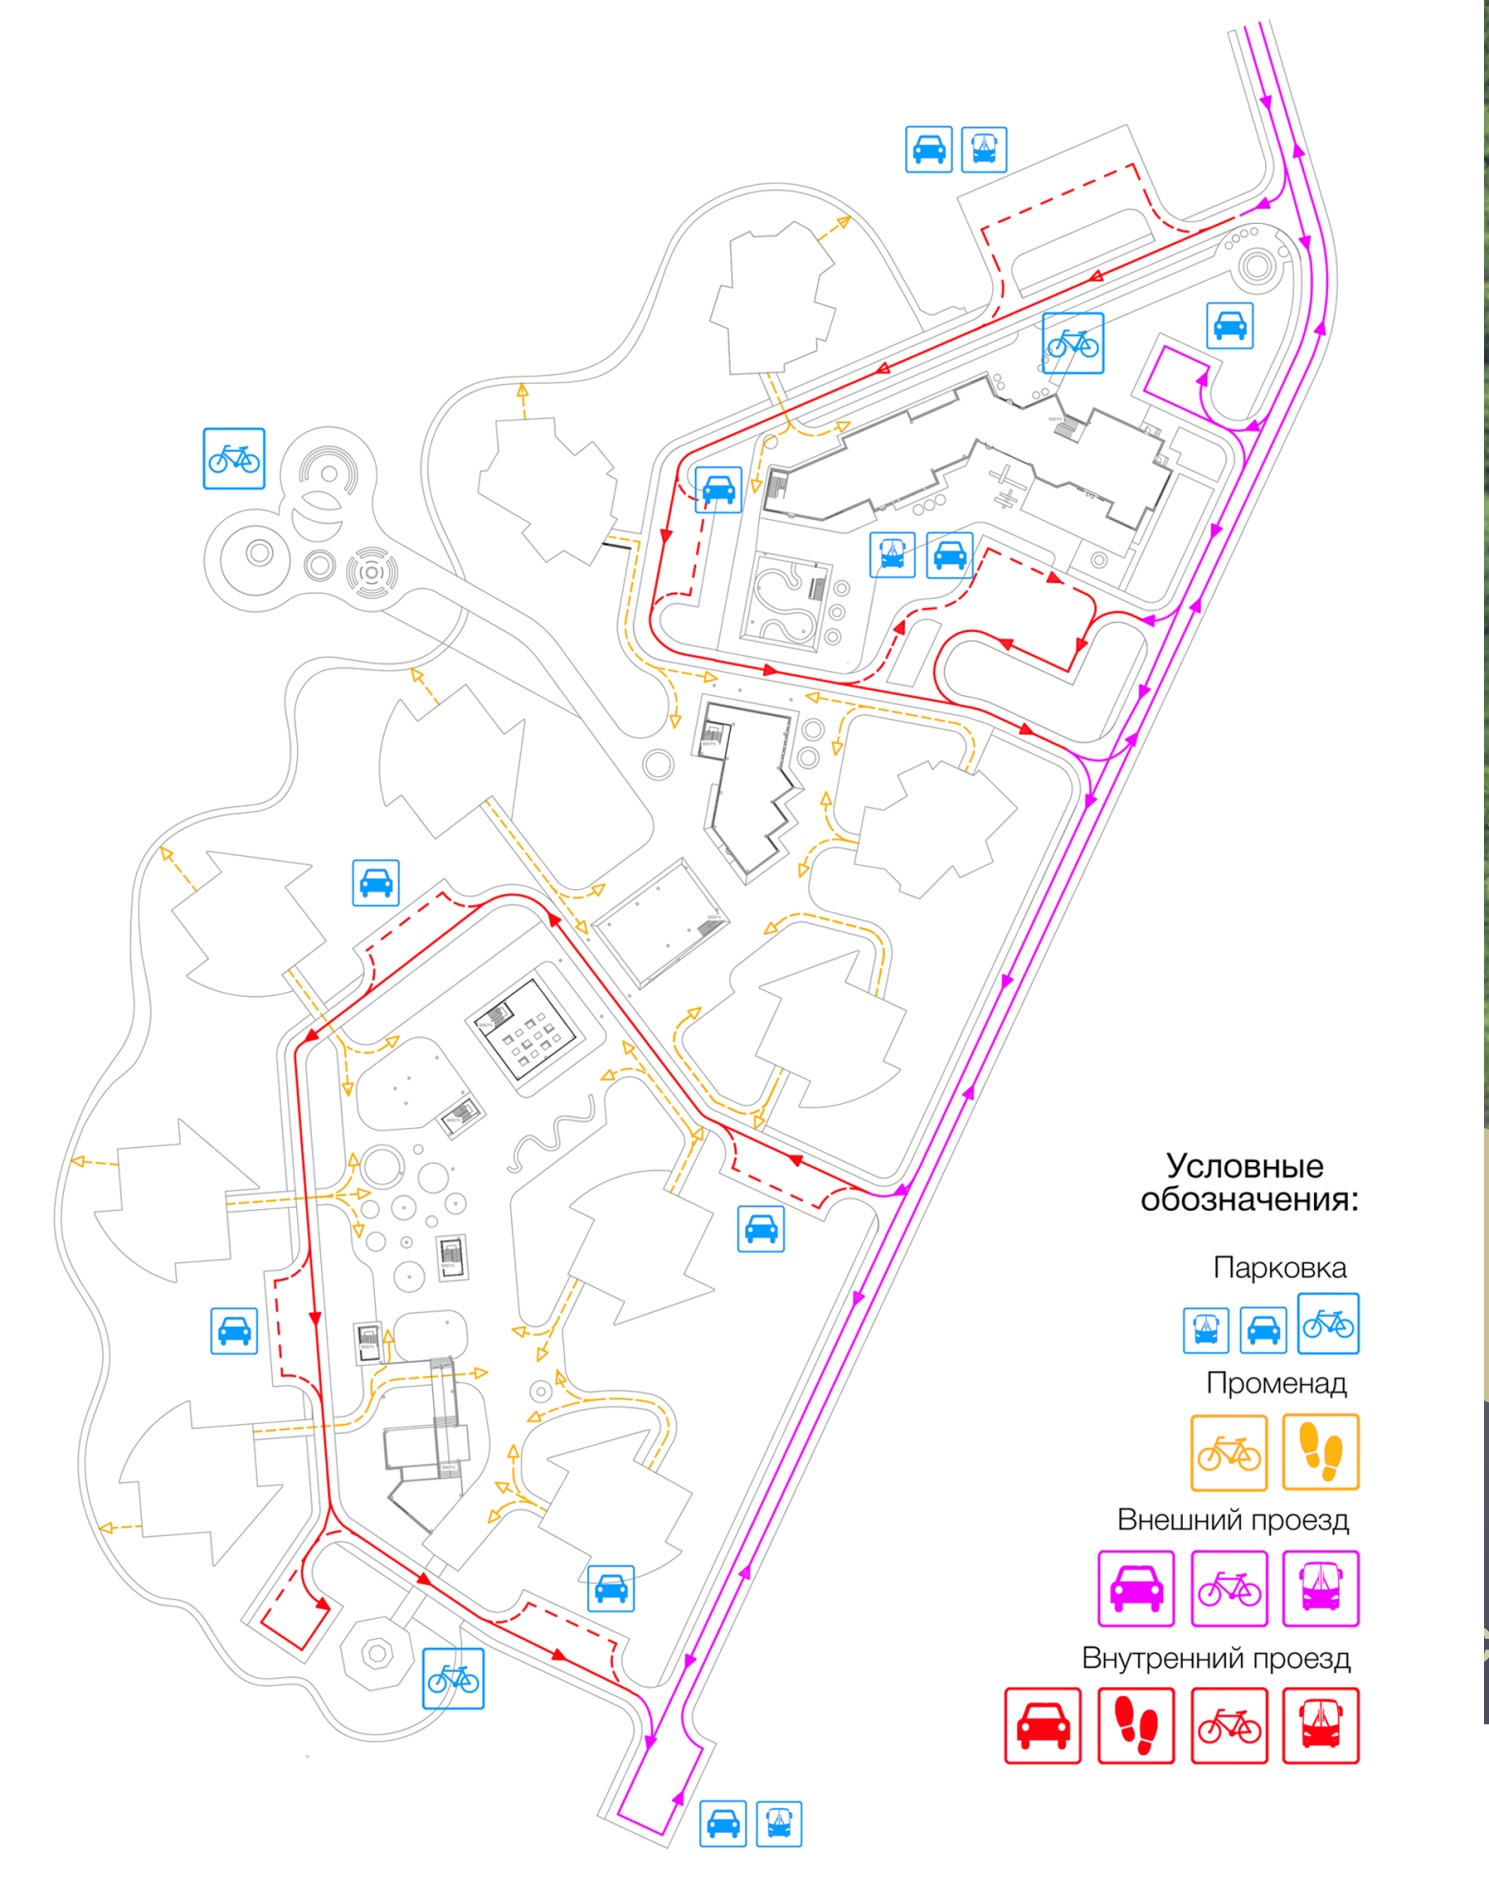 Условные
обозначения:
Парковка
Променад
Внешний проезд
Внутренний проезд